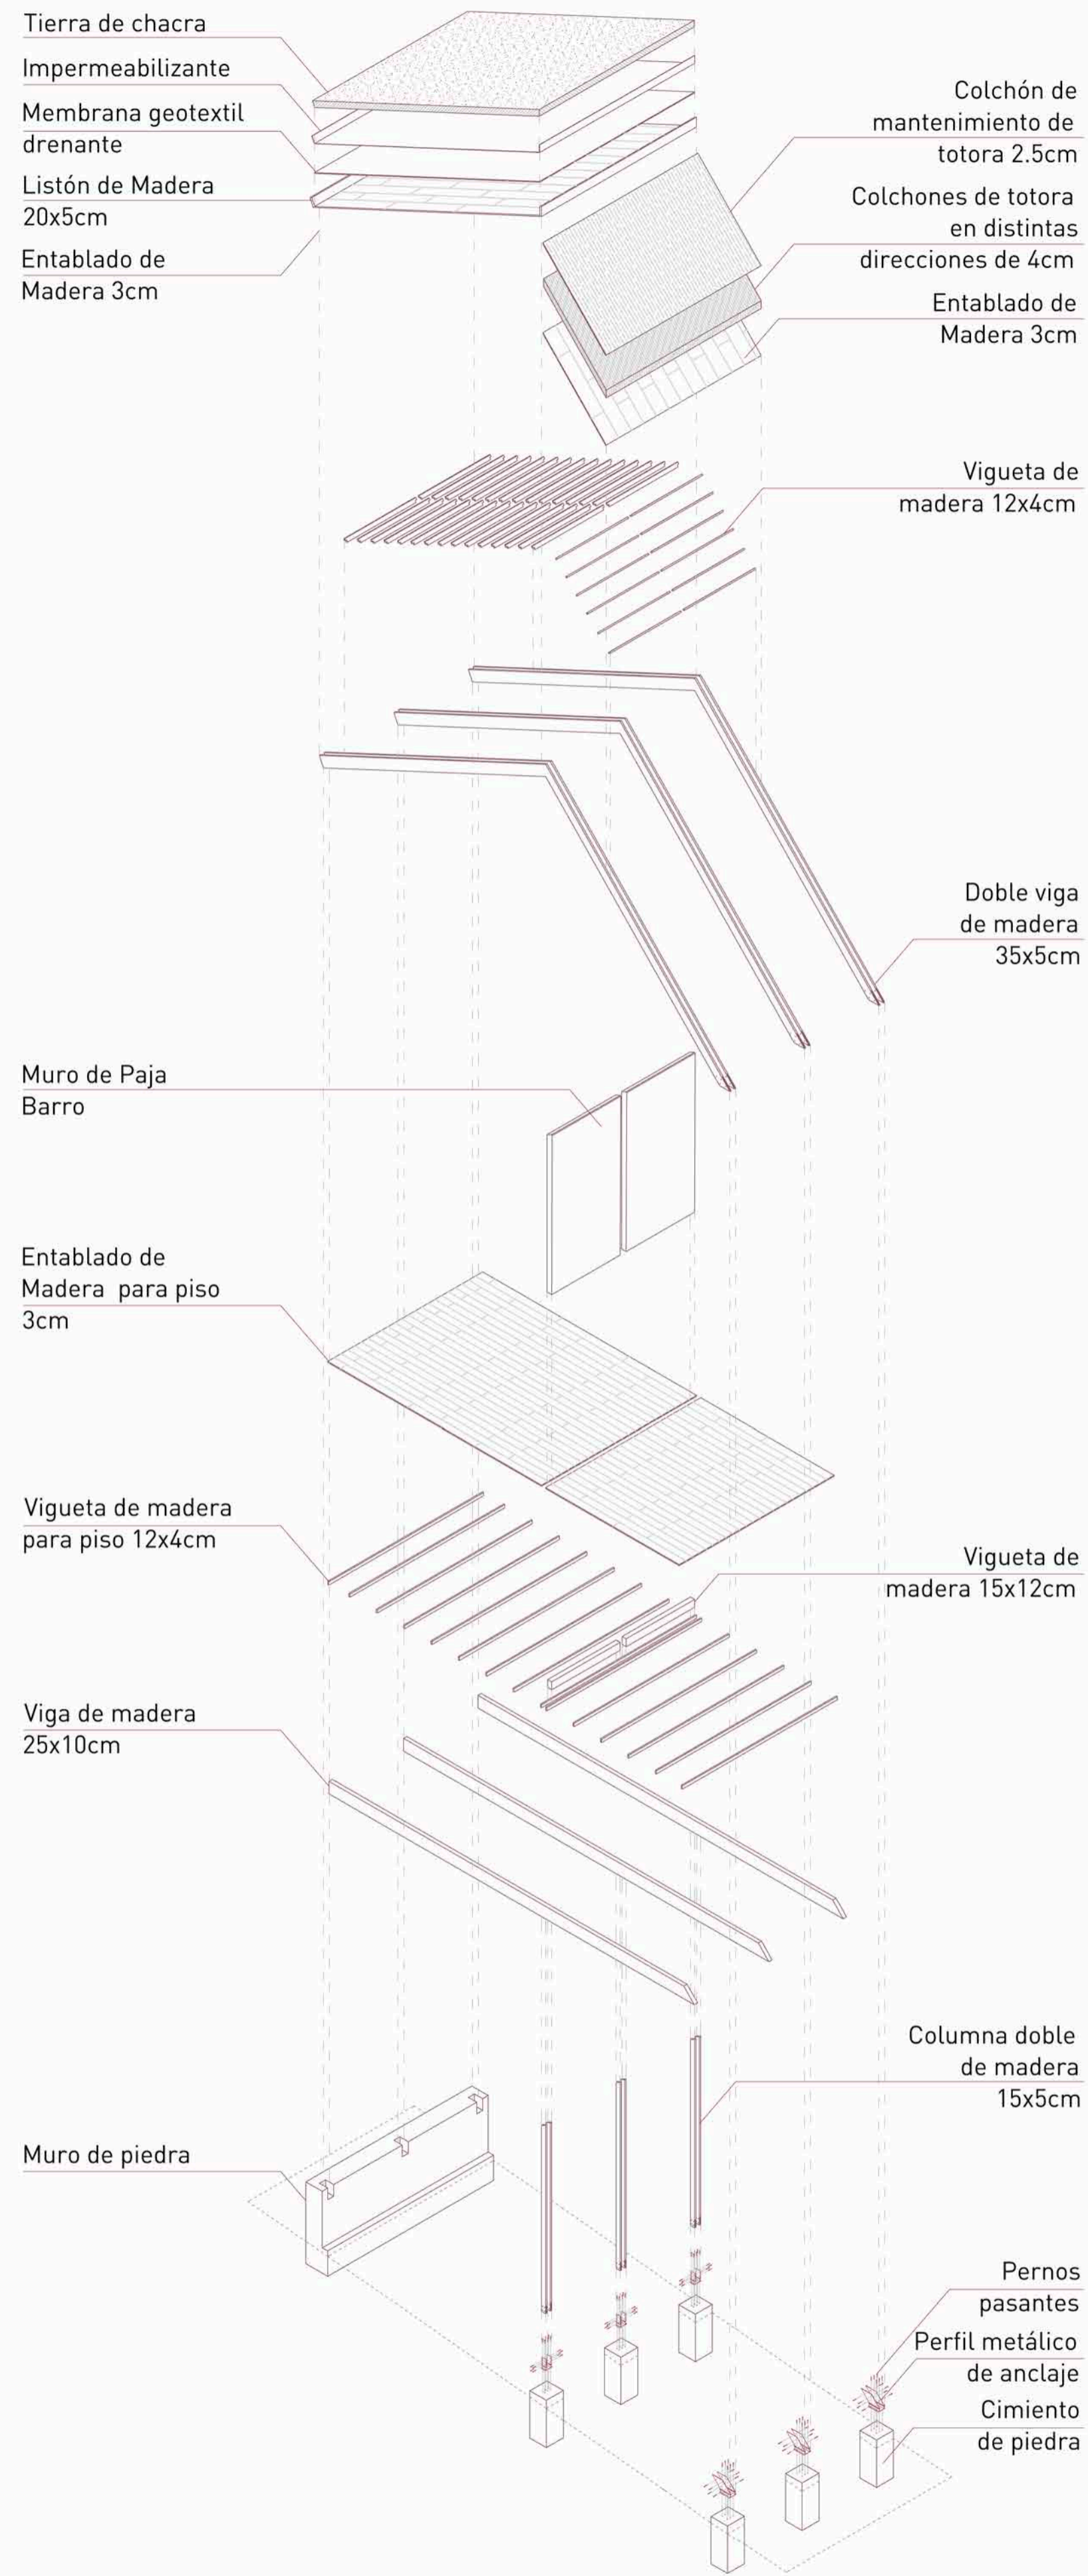 Tierra de chacra
Impermeabilizante
Membrana geotextil
drenante
Listón de Madera
20x5cm
Entablado de
Madera 3cm
Colchón de
mantenimiento de
totora 2.5cm
Colchones de totora
en distintas
direcciones de 4cm
Entablado de
Madera 3cm
Vigueta de
madera 12x4cm
Doble viga
de madera
35x5cm
Muro de Paja
Barro
Entablado de
Madera para piso
3cm
Vigueta de madera
para piso 12x4cm
Vigueta de
madera 15x12cm
Viga de madera
25x10cm
Columna doble
de madera
15x5cm
Muro de piedra
Pernos
pasantes
Perfil metálico
de anclaje
Cimiento
de piedra